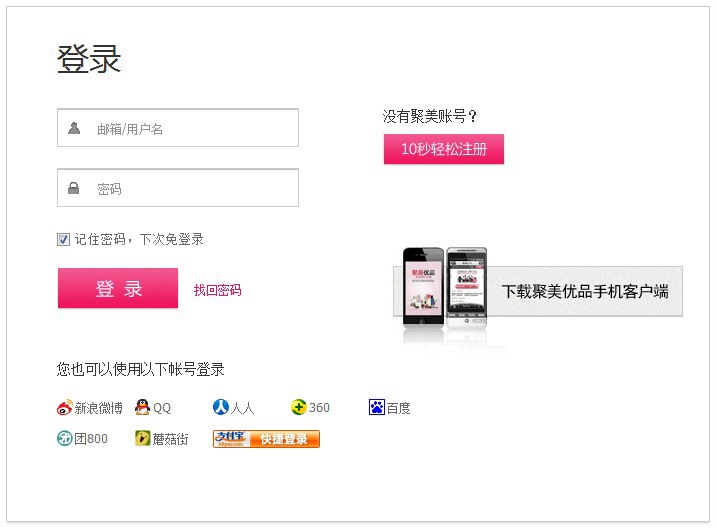 登录
邮箱/用户名
没有聚美账号？
10秒轻松注册
密码
记住密码，下次免登录
登 录
找回密码
聚美优品
下载聚美优品手机客户端
您也可以使用以下帐号登录
新浪微博 QQ 人人 360 百度
团800 蘑菇街 支付宝 快捷登录